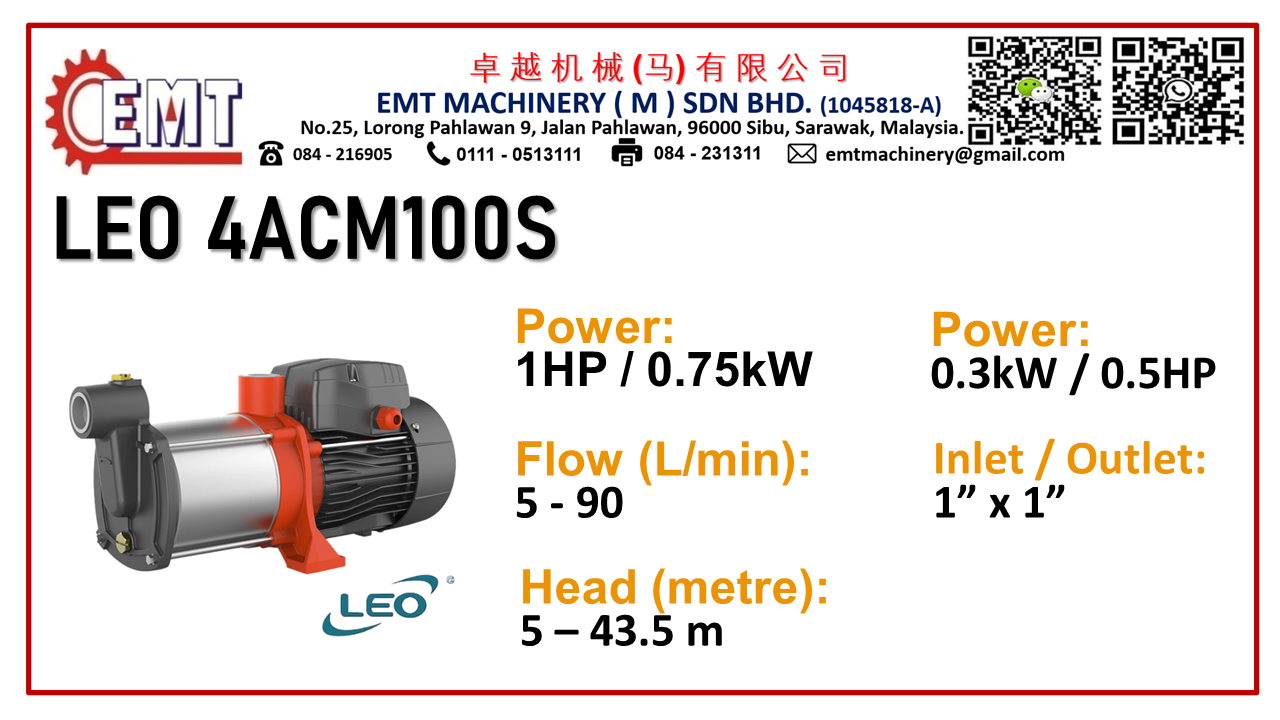 EMT
卓越机械(马)有限公司
EMT MACHINERY ( M ) SDN BHD. (1045818-A)
No.25, Lorong Pahlawan 9, Jalan Pahlawan, 96000 Sibu, Sarawak, Malaysia.
084 - 216905 0111 - 0513111 084 - 231311 emtmachinery@gmail.com
LEO 4ACM100S
Power:
1HP / 0.75kW
Flow (L/min):
5 - 90
Head (metre):
5 – 43.5 m
Power:
0.3kW / 0.5HP
Inlet / Outlet:
1” x 1”
LEO ®